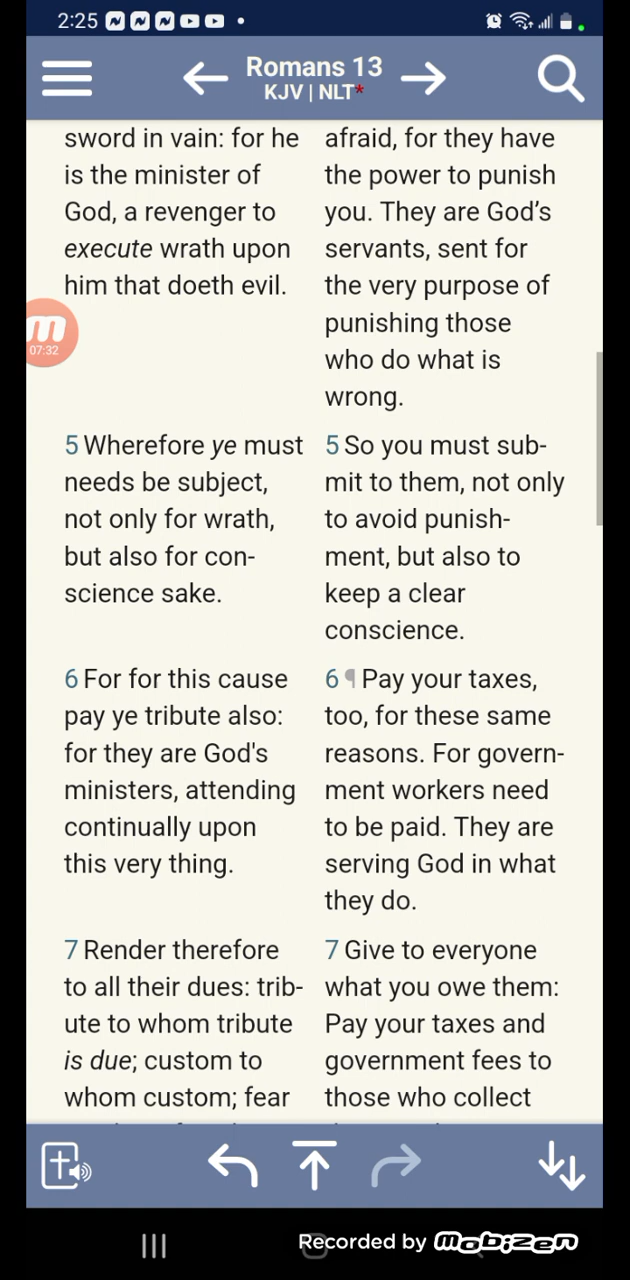 2:25
Romans 13
KJV | NLT*
sword in vain: for he
is the minister of
God, a revenger to
execute wrath upon
him that doeth evil.
afraid, for they have
the power to punish
you. They are God’s
servants, sent for
the very purpose of
punishing those
who do what is
wrong.
m
07:32
5 Wherefore ye must
needs be subject,
not only for wrath,
but also for con-
science sake.
5 So you must sub-
mit to them, not only
to avoid punish-
ment, but also to
keep a clear
conscience.
6 For for this cause
pay ye tribute also:
for they are God's
ministers, attending
continually upon
this very thing.
6 ¶ Pay your taxes,
too, for these same
reasons. For govern-
ment workers need
to be paid. They are
serving God in what
they do.
7 Render therefore
to all their dues: trib-
ute to whom tribute
is due; custom to
whom custom; fear
7 Give to everyone
what you owe them:
Pay your taxes and
government fees to
those who collect
Recorded by mobizen